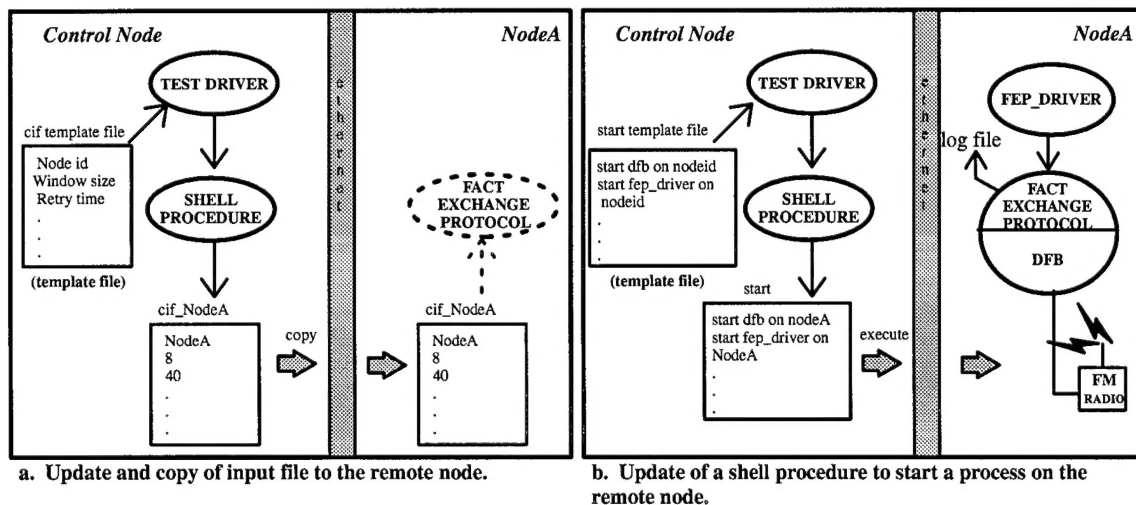 Control Node
TEST DRIVER
cif template file
Node id
Window size
Retry time
.
.
.
(template file)
SHELL
PROCEDURE
cif_NodeA
NodeA
8
40
.
.
.
copy
ethernet
NodeA
FACT
EXCHANGE
PROTOCOL
cif_NodeA
NodeA
8
40
.
.
.
a. Update and copy of input file to the remote node.
Control Node
TEST DRIVER
start template file
start dfb on nodeid
start fep_driver on
nodeid
.
.
.
(template file)
SHELL
PROCEDURE
start
start dfb on nodeA
start fep_driver on
NodeA
.
.
.
execute
ethernet
NodeA
FEP_DRIVER
log file
FACT
EXCHANGE
PROTOCOL
DFB
FM
RADIO
b. Update of a shell procedure to start a process on the
remote node.